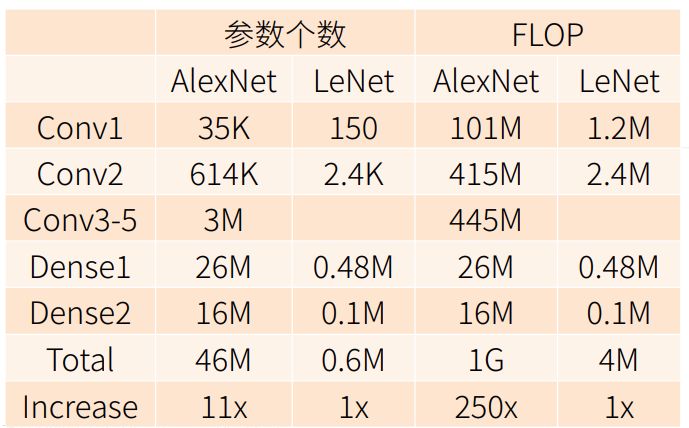 参数个数 FLOP
AlexNet LeNet AlexNet LeNet
Conv1 35K 150 101M 1.2M
Conv2 614K 2.4K 415M 2.4M
Conv3-5 3M 445M
Dense1 26M 0.48M 26M 0.48M
Dense2 16M 0.1M 16M 0.1M
Total 46M 0.6M 1G 4M
Increase 11x 1x 250x 1x